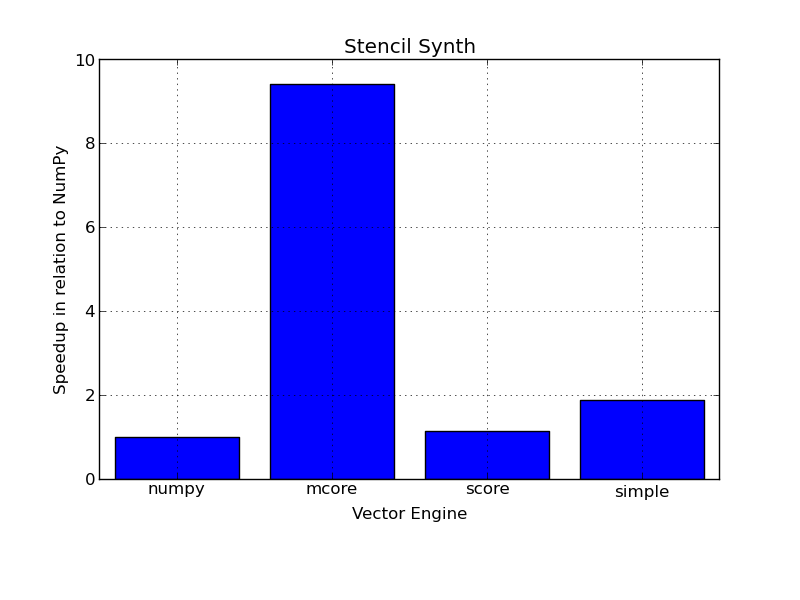 Stencil Synth
10
8
6
4
2
0
Speedup in relation to NumPy
numpy mcore score simple
Vector Engine